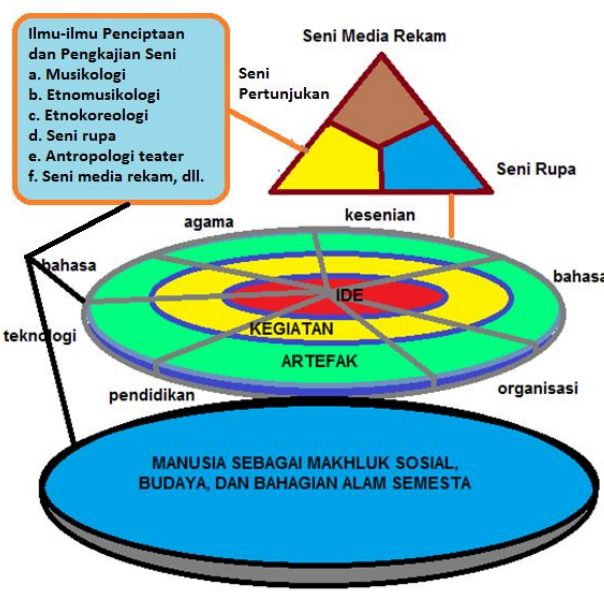 Ilmu-ilmu Penciptaan
dan Pengkajian Seni
a. Musikologi
b. Etnomusikologi
c. Etnokoreologi
d. Seni rupa
e. Antropologi teater
f. Seni media rekam, dll.
Seni Media Rekam
Seni
Pertunjukan
Seni Rupa
agama
kesenian
bahasa
bahasa
teknologi
IDE
KEGIATAN
ARTEFAK
pendidikan
organisasi
MANUSIA SEBAGAI MAKHLUK SOSIAL,
BUDAYA, DAN BAHAGIAN ALAM SEMESTA